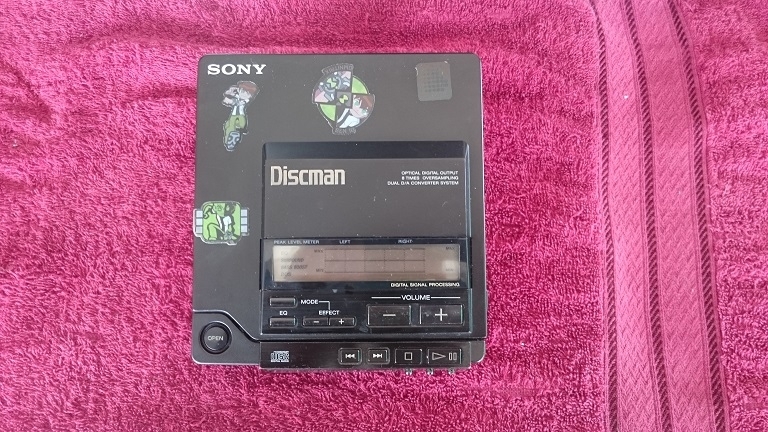 SONY
Discman
OPTICAL DIGITAL OUTPUT
8 TIMES OVERSAMPLING
DUAL D/A CONVERTER SYSTEM
PEAK LEVEL METER LEFT RIGHT
DIGITAL SIGNAL PROCESSING
MODE
VOLUME
EQ EFFECT
− + − +
OPEN